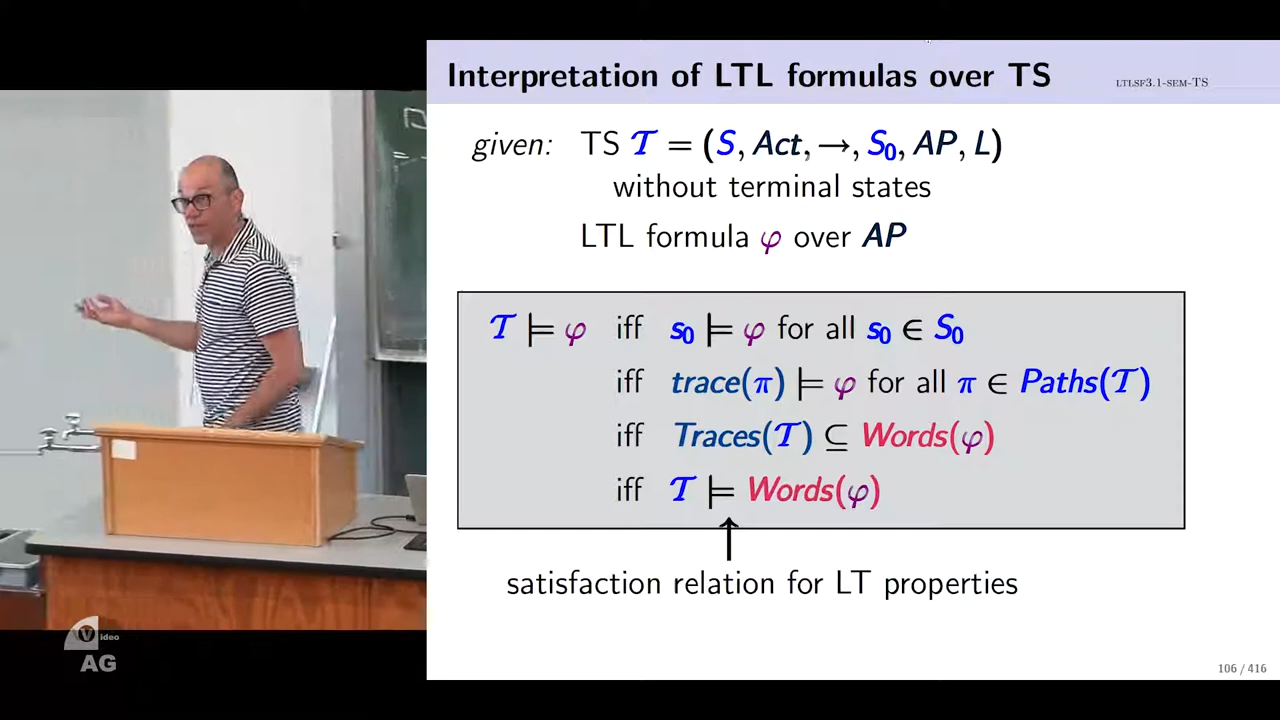 Interpretation of LTL formulas over TS
LTLSF3.1-SEM-TS
given: TS 𝒯 = (S, Act, →, S₀, AP, L)
without terminal states
LTL formula φ over AP
𝒯 ⊨ φ iff s₀ ⊨ φ for all s₀ ∈ S₀
iff trace(π) ⊨ φ for all π ∈ Paths(𝒯)
iff Traces(𝒯) ⊆ Words(φ)
iff 𝒯 ⊨ Words(φ)
↑
satisfaction relation for LT properties
Video
AG
106 / 416